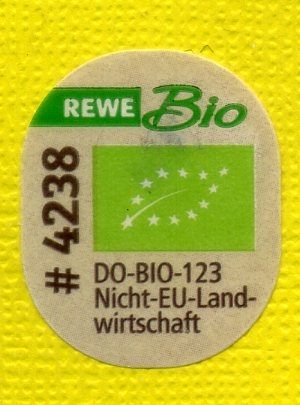 REWE Bio
# 4238
DO-BIO-123
Nicht-EU-Land-
wirtschaft